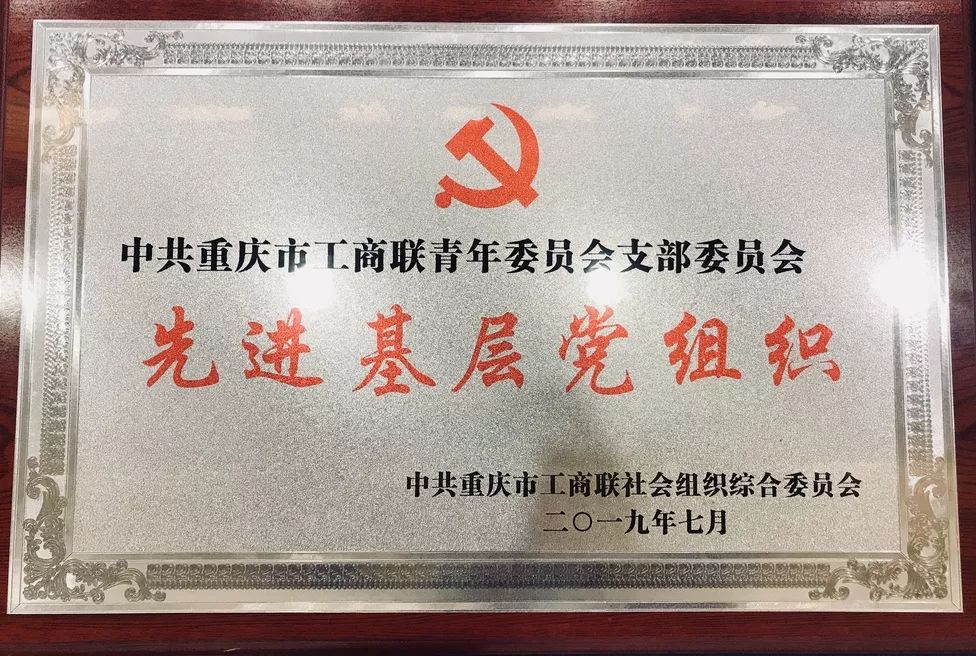 中共重庆市工商联青年委员会支部委员会
先进基层党组织
中共重庆市工商联社会组织综合委员会
二〇一九年七月